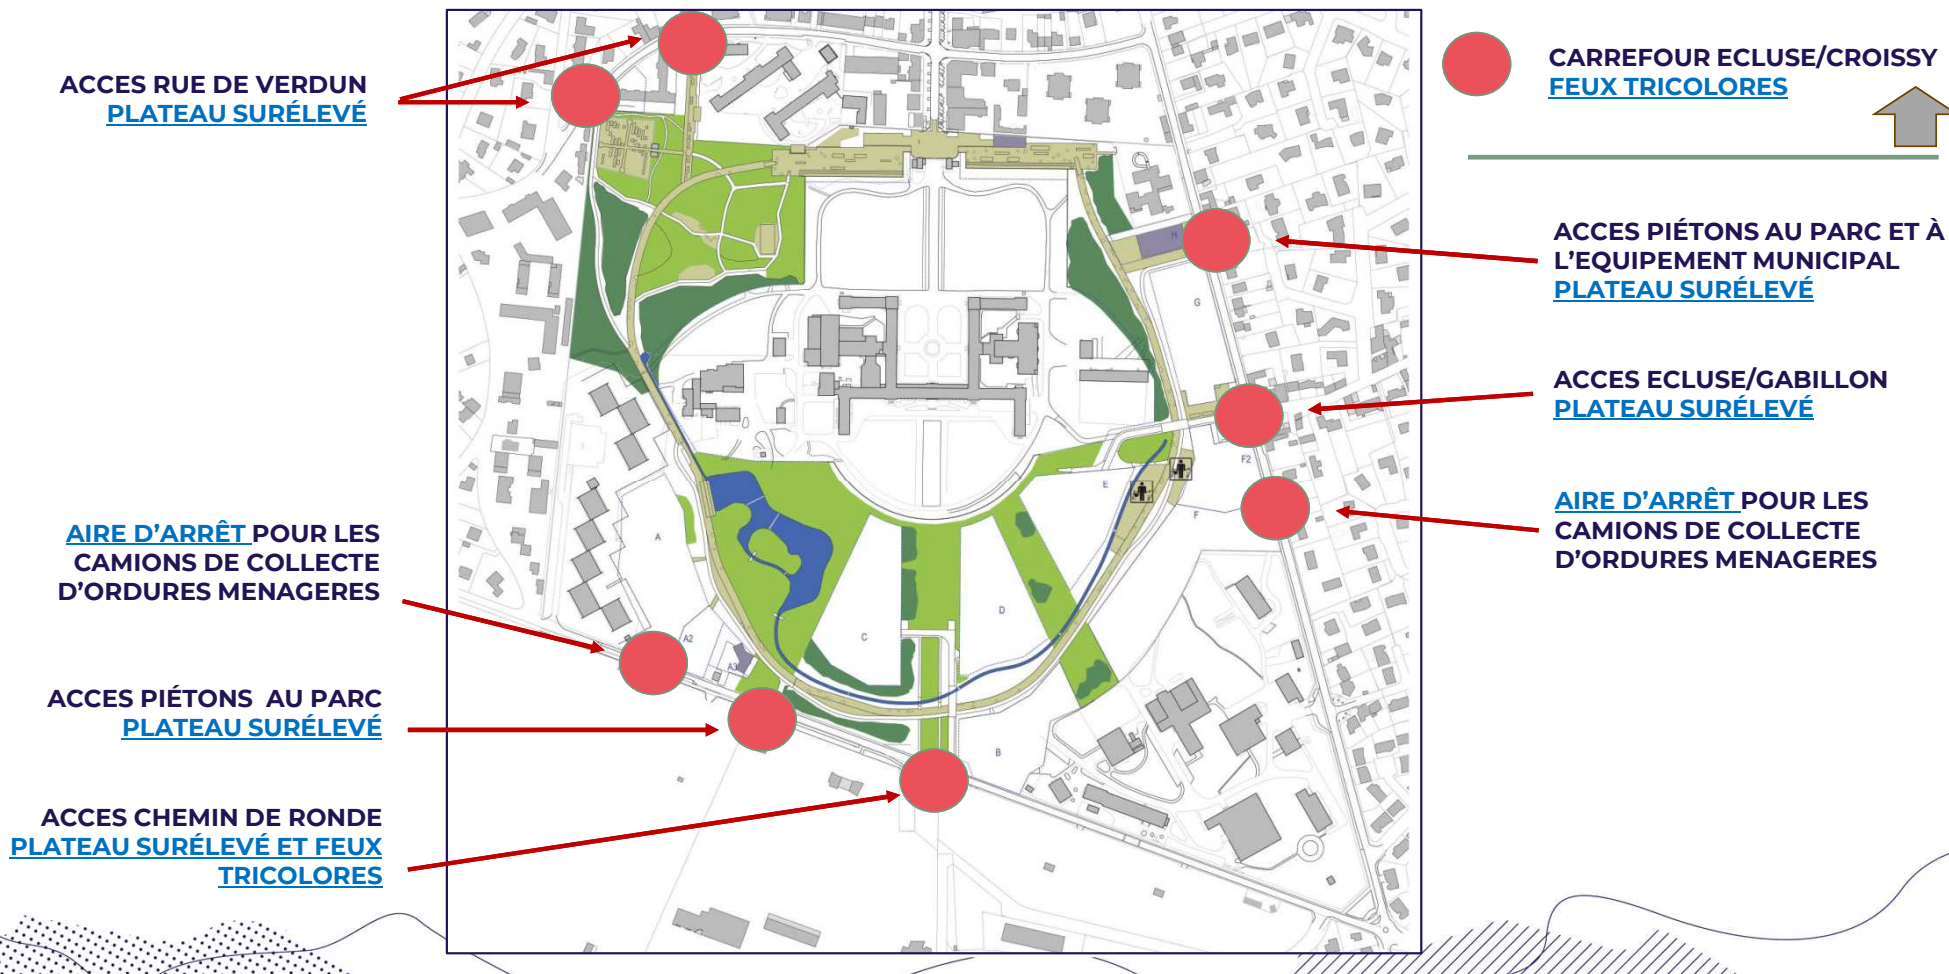 ACCES RUE DE VERDUN
PLATEAU SURÉLEVÉ
CARREFOUR ECLUSE/CROISSY
FEUX TRICOLORES
ACCES PIÉTONS AU PARC ET À
L'EQUIPEMENT MUNICIPAL
PLATEAU SURÉLEVÉ
ACCES ECLUSE/GABILLON
PLATEAU SURÉLEVÉ
AIRE D'ARRÊT POUR LES
CAMIONS DE COLLECTE
D'ORDURES MENAGERES
AIRE D'ARRÊT POUR LES
CAMIONS DE COLLECTE
D'ORDURES MENAGERES
ACCES PIÉTONS AU PARC
PLATEAU SURÉLEVÉ
ACCES CHEMIN DE RONDE
PLATEAU SURÉLEVÉ ET FEUX
TRICOLORES
H
G
F2
E
F
A
D
C
A2
A3
B